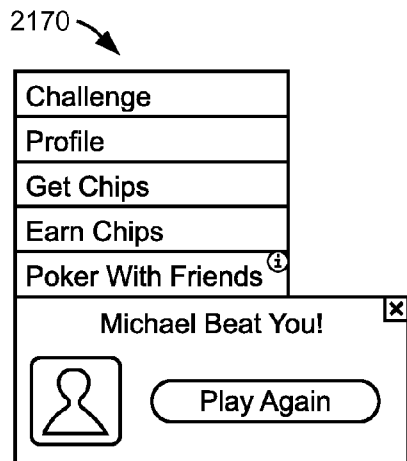 2170
Challenge
Profile
Get Chips
Earn Chips
Poker With Friends i
Michael Beat You!
Play Again